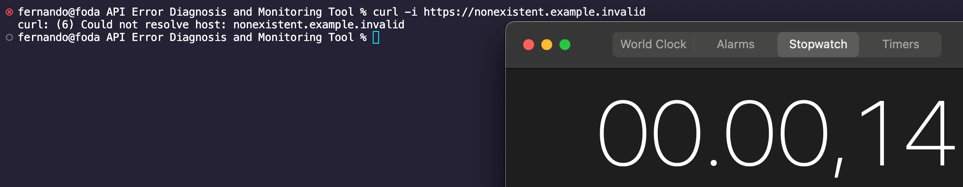 fernando@foda API Error Diagnosis and Monitoring Tool % curl -i https://nonexistent.example.invalid
curl: (6) Could not resolve host: nonexistent.example.invalid
fernando@foda API Error Diagnosis and Monitoring Tool %
World Clock Alarms Stopwatch Timers
00.00,14